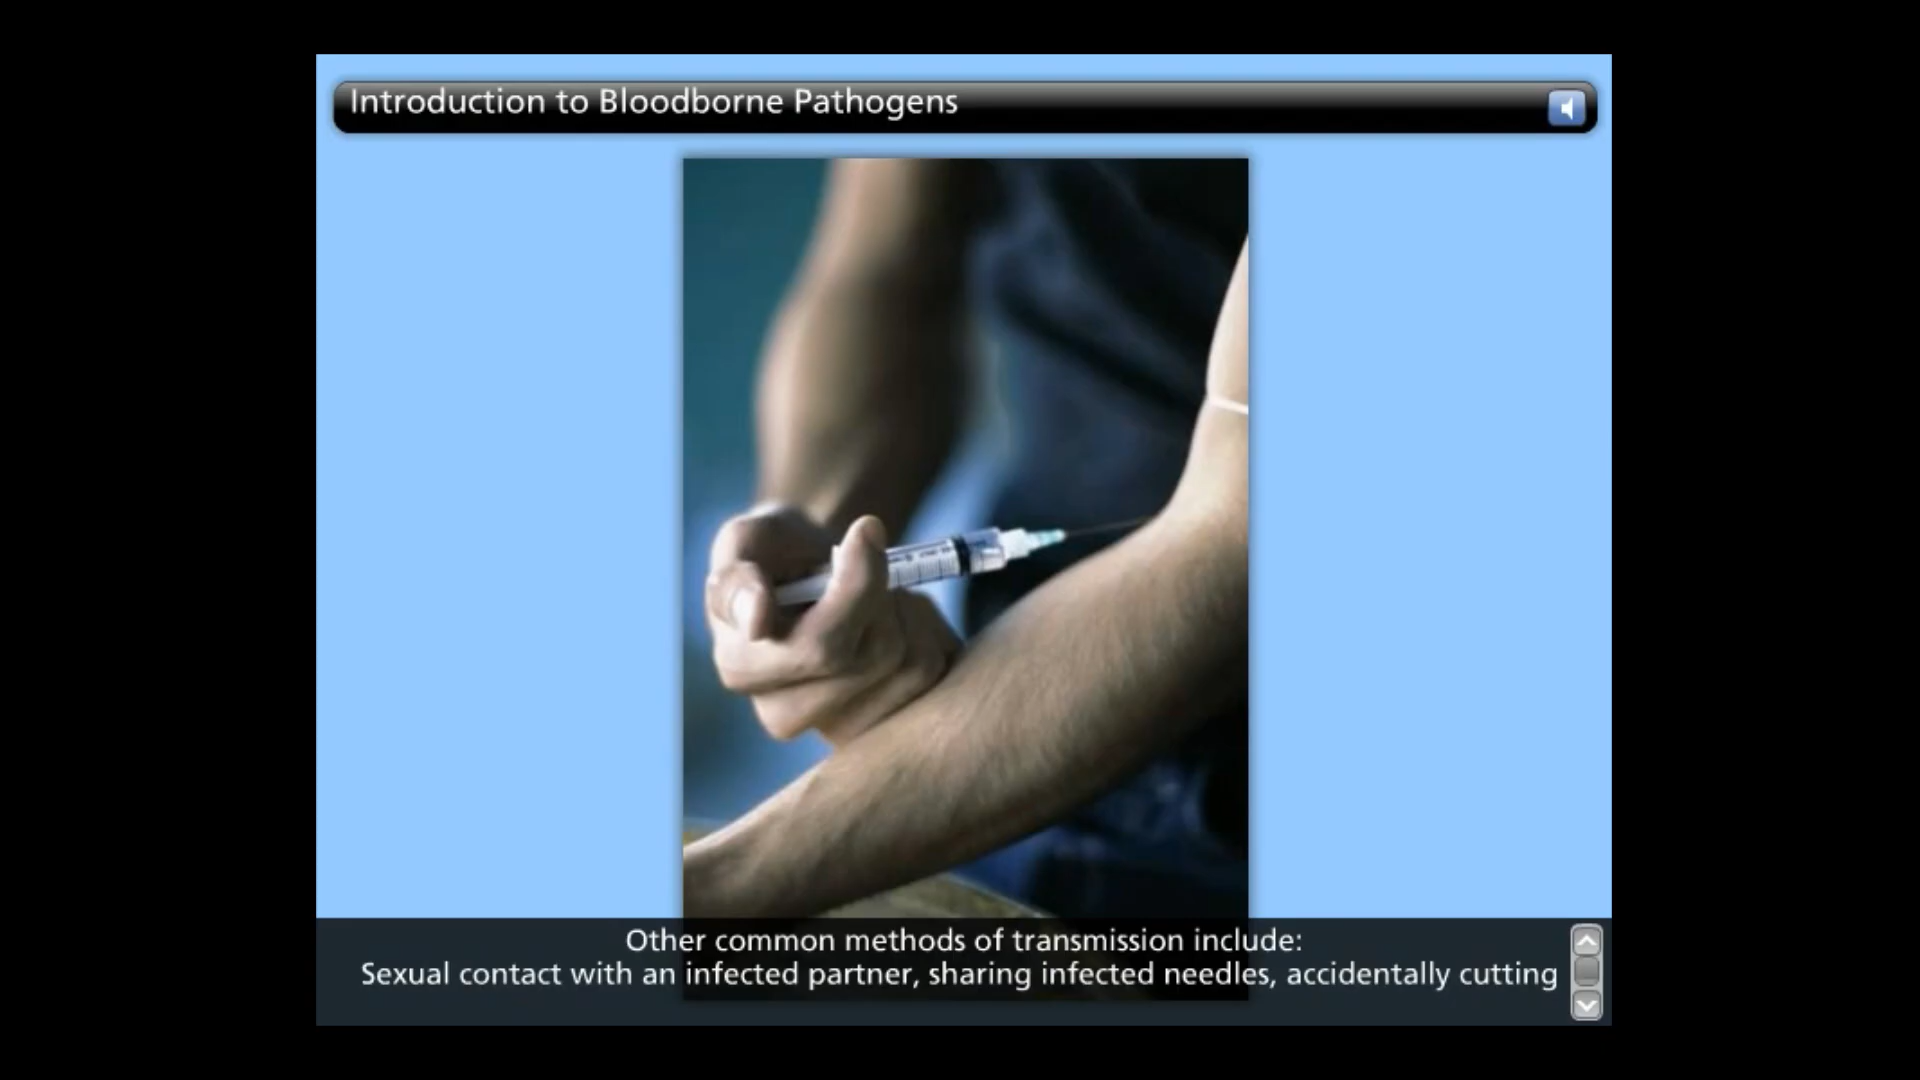 Introduction to Bloodborne Pathogens
Other common methods of transmission include:
Sexual contact with an infected partner, sharing infected needles, accidentally cutting